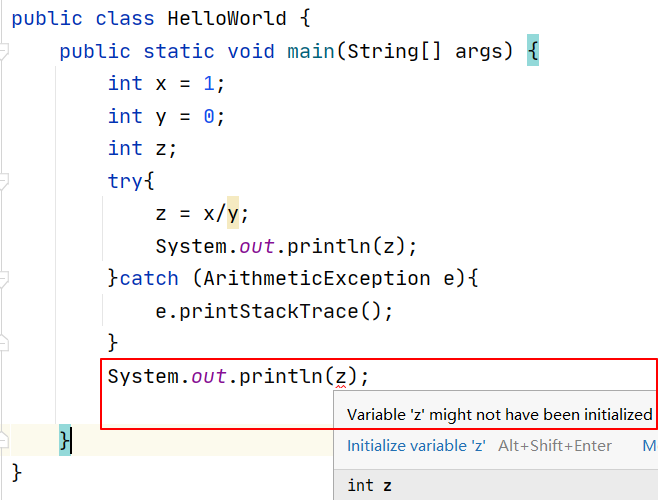 public class HelloWorld {
    public static void main(String[] args) {
        int x = 1;
        int y = 0;
        int z;
        try{
            z = x/y;
            System.out.println(z);
        }catch (ArithmeticException e){
            e.printStackTrace();
        }
        System.out.println(z);
Variable 'z' might not have been initialized
    }
Initialize variable 'z' Alt+Shift+Enter M
}
int z